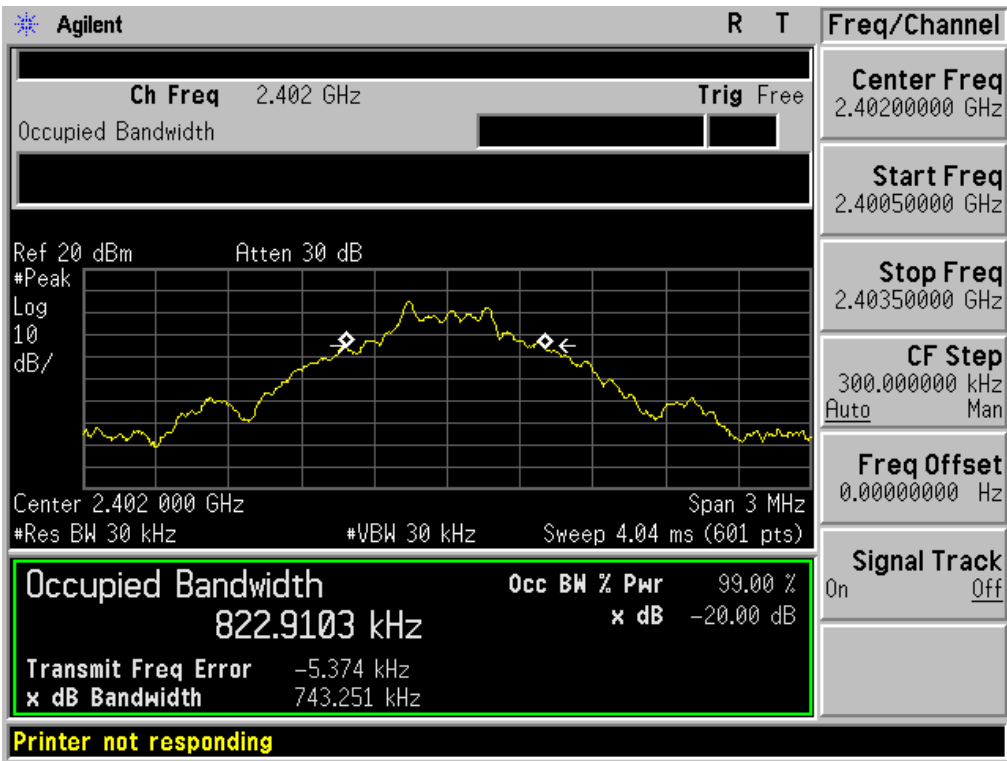 Agilent R T
Ch Freq 2.402 GHz Trig Free
Occupied Bandwidth
Ref 20 dBm Atten 30 dB
#Peak
Log
10
dB/
Center 2.402 000 GHz Span 3 MHz
#Res BW 30 kHz #VBW 30 kHz Sweep 4.04 ms (601 pts)
Occupied Bandwidth
822.9103 kHz
Occ BW % Pwr 99.00 %
x dB -20.00 dB
Transmit Freq Error -5.374 kHz
x dB Bandwidth 743.251 kHz
Printer not responding
Freq/Channel
Center Freq
2.40200000 GHz
Start Freq
2.40050000 GHz
Stop Freq
2.40350000 GHz
CF Step
300.000000 kHz
Auto Man
Freq Offset
0.00000000 Hz
Signal Track
On Off